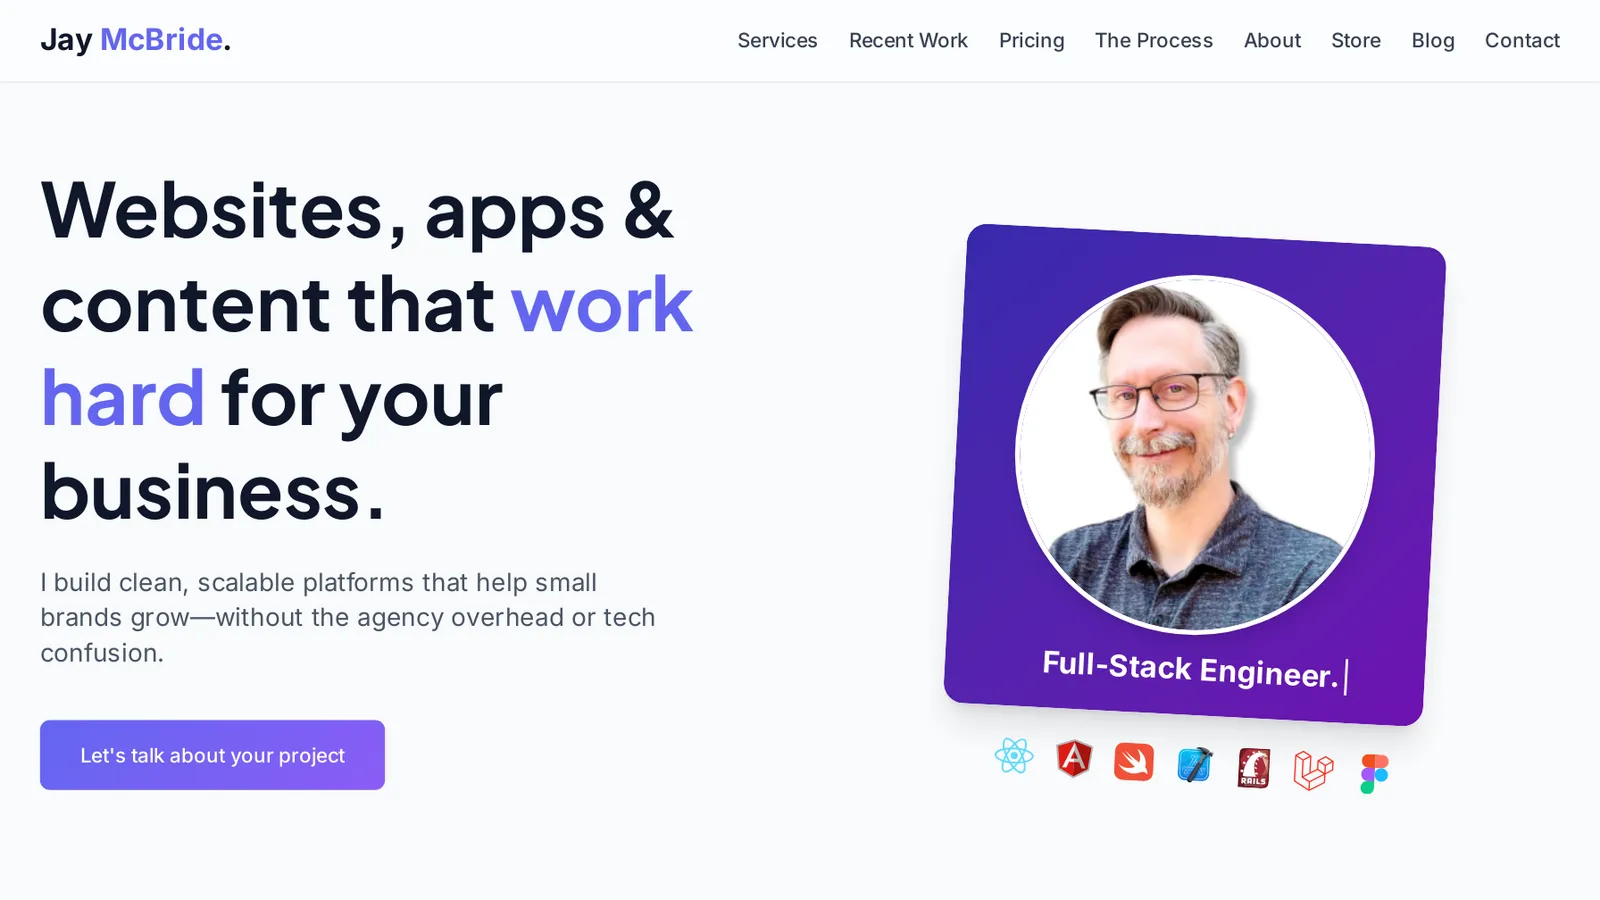 Jay McBride.
Services Recent Work Pricing The Process About Store Blog Contact
Websites, apps &
content that work
hard for your
business.
I build clean, scalable platforms that help small
brands grow—without the agency overhead or tech
confusion.
Let's talk about your project
Full-Stack Engineer.
RAILS